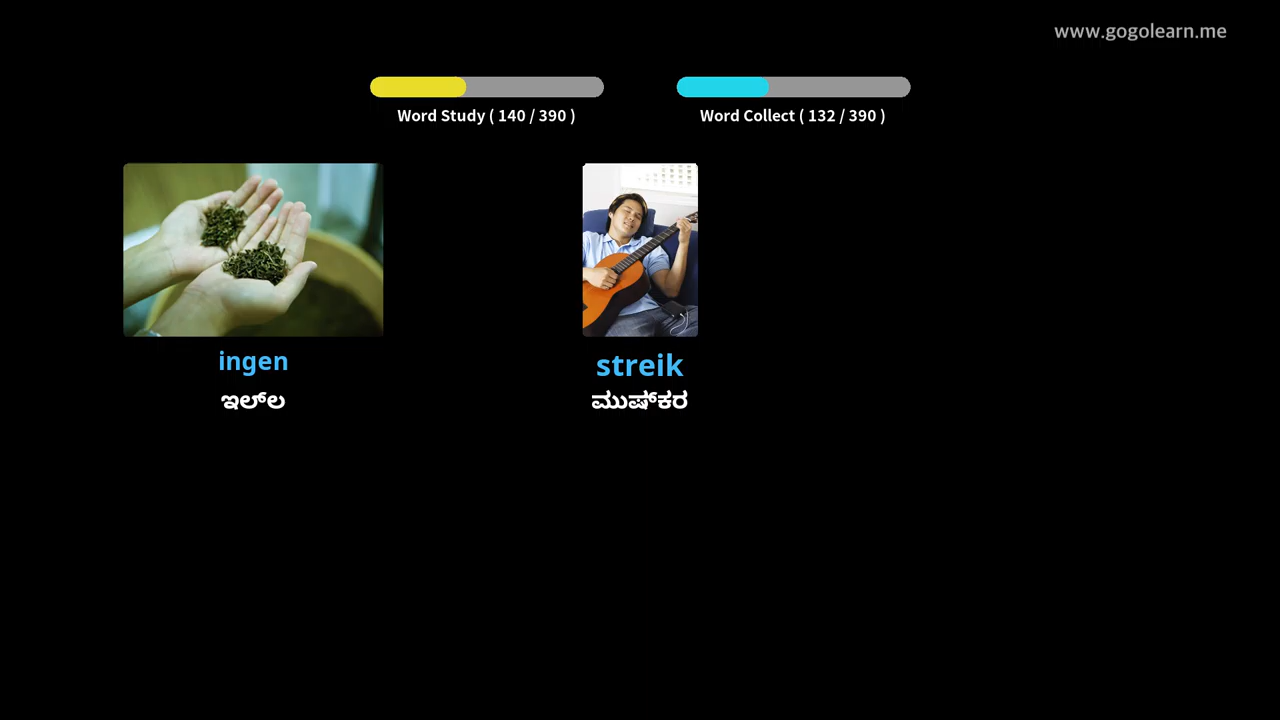 www.gogolearn.me
Word Study ( 140 / 390 )
Word Collect ( 132 / 390 )
ingen
ಇಲ್‌ಲ
streik
ಮುಷ್‌ಕರ